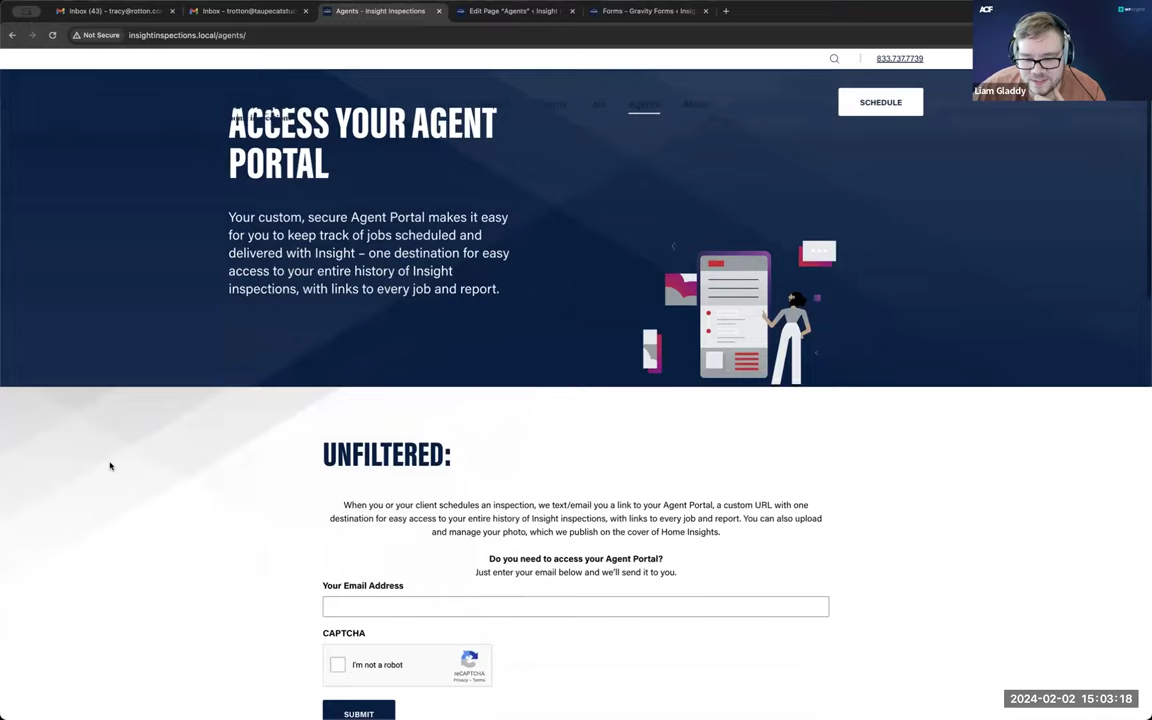 Inbox (43) - tracy@rotton.co
Inbox - trotton@taupecatstud
Agents - Insight Inspections
Edit Page "Agents" ‹ Insight
Forms - Gravity Forms ‹ Insig
Not Secure
insightinspections.local/agents/
ACF
833.737.7739
Liam Gladdy
Agents
SCHEDULE
ACCESS YOUR AGENT
PORTAL
Your custom, secure Agent Portal makes it easy
for you to keep track of jobs scheduled and
delivered with Insight – one destination for easy
access to your entire history of Insight
inspections, with links to every job and report.
UNFILTERED:
When you or your client schedules an inspection, we text/email you a link to your Agent Portal, a custom URL with one
destination for easy access to your entire history of Insight inspections, with links to every job and report. You can also upload
and manage your photo, which we publish on the cover of Home Insights.
Do you need to access your Agent Portal?
Just enter your email below and we'll send it to you.
Your Email Address
CAPTCHA
I'm not a robot
reCAPTCHA
Privacy - Terms
SUBMIT
2024-02-02 15:03:18